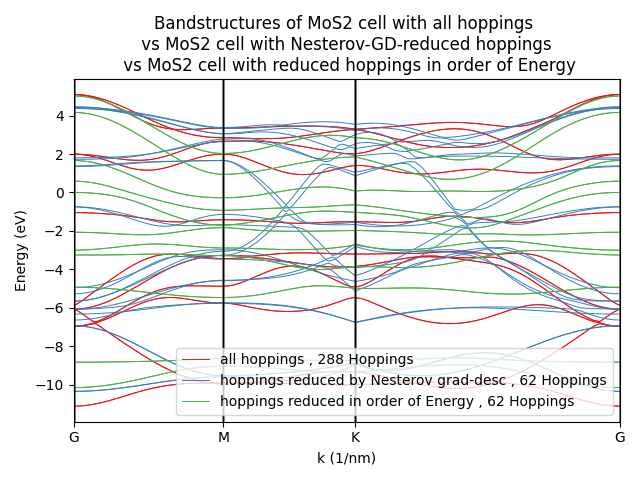 Bandstructures of MoS2 cell with all hoppings
vs MoS2 cell with Nesterov-GD-reduced hoppings
vs MoS2 cell with reduced hoppings in order of Energy
4
2
0
−2
−4
−6
−8
−10
Energy (eV)
all hoppings , 288 Hoppings
hoppings reduced by Nesterov grad-desc , 62 Hoppings
hoppings reduced in order of Energy , 62 Hoppings
G M K G
k (1/nm)